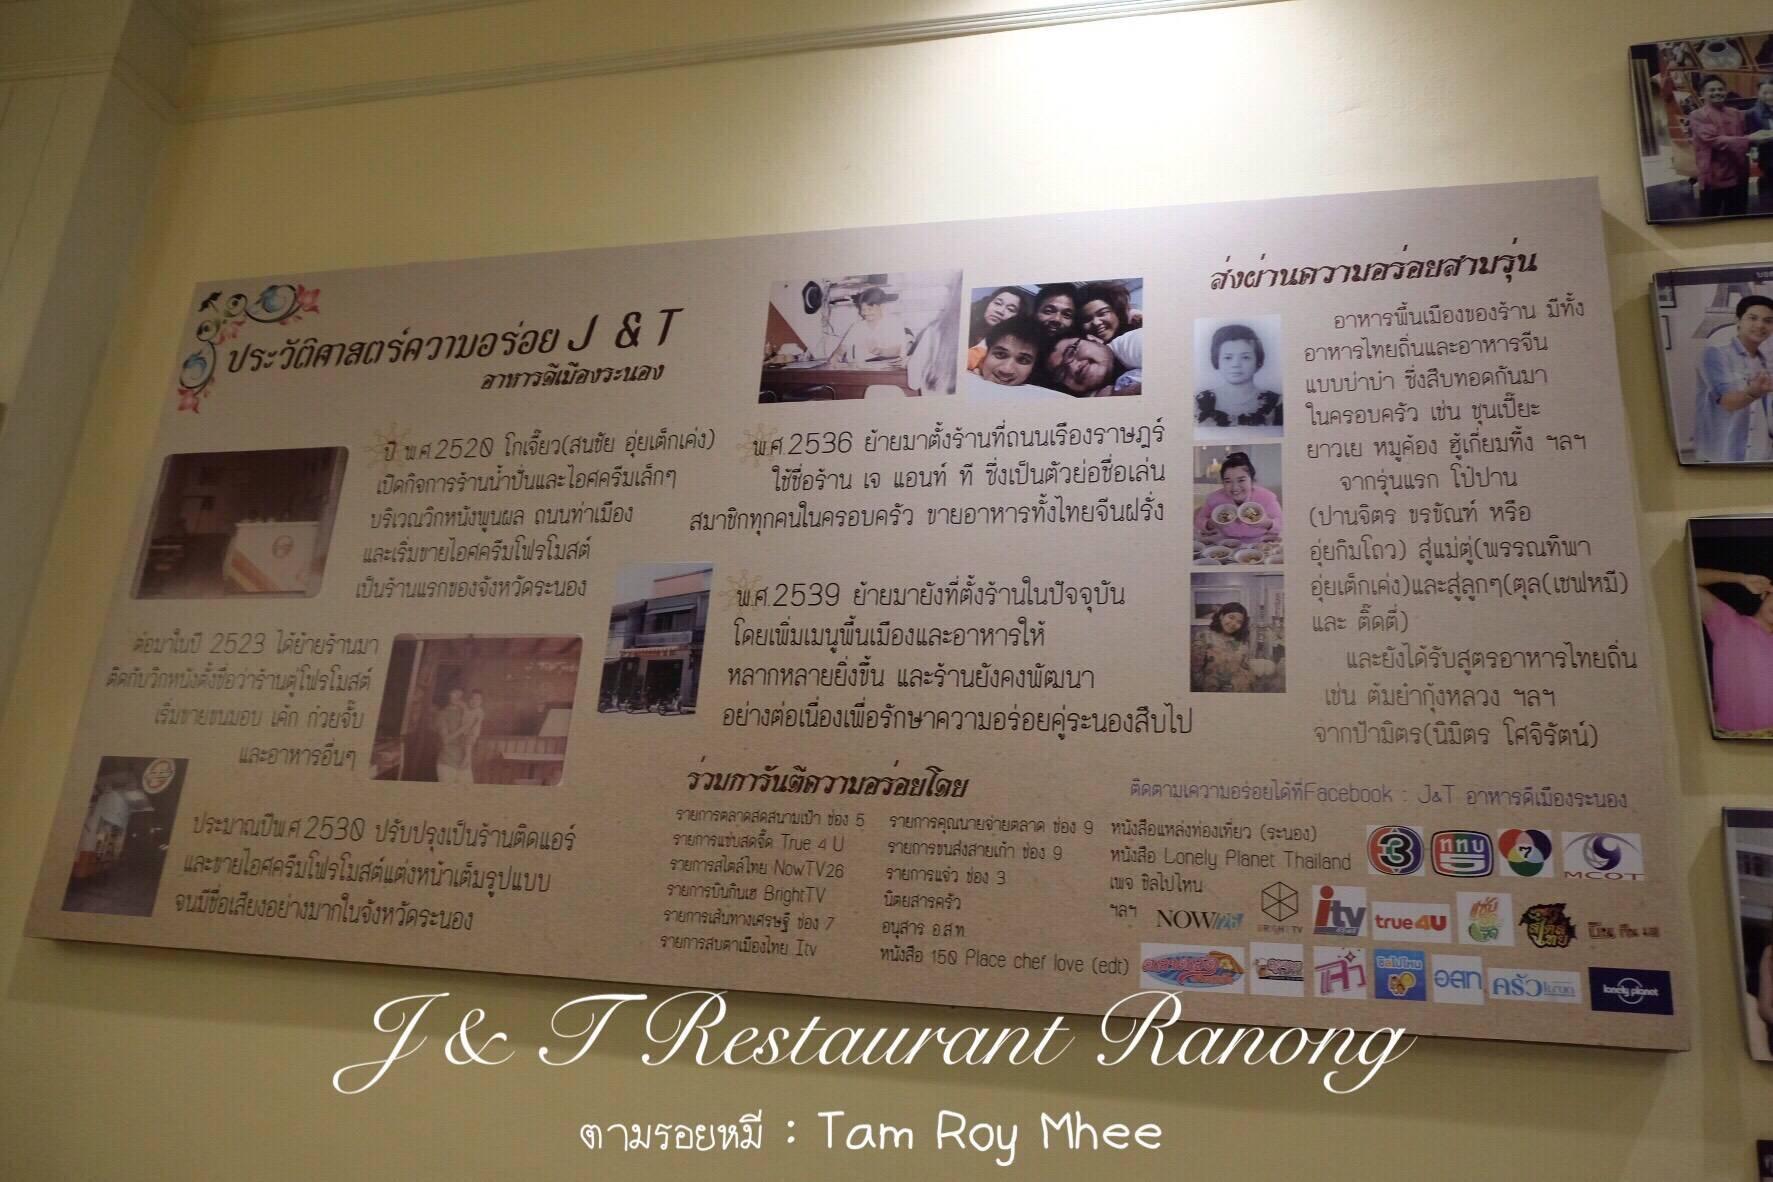 ประวัติศาสตร์ความอร่อย J & T
อาหารดีเมืองระนอง
ปี พ.ศ.2520 โกเจี๊ยว(สนชัย อุ่ยเต็กเค่ง)
เปิดกิจการร้านน้ำปั่นและไอศครีมเล็กๆ
บริเวณวิกหนังพูนผล ถนนท่าเมือง
และเริ่มขายไอศครีมโฟรโมสต์
เป็นร้านแรกของจังหวัดระนอง
ต่อมาในปี 2523 ได้ย้ายร้านมา
ติดกับวิกหนังตั้งชื่อว่าร้านตู่โฟรโมสต์
เริ่มขายขนมอบ เค้ก ก๋วยจั๊บ
และอาหารอื่นๆ
ประมาณปีพ.ศ.2530 ปรับปรุงเป็นร้านติดแอร์
และขายไอศครีมโฟรโมสต์แต่งหน้าเต็มรูปแบบ
จนมีชื่อเสียงอย่างมากในจังหวัดระนอง
พ.ศ.2536 ย้ายมาตั้งร้านที่ถนนเรืองราษฎร์
ใช้ชื่อร้าน เจ แอนท์ ที ซึ่งเป็นตัวย่อชื่อเล่น
สมาชิกทุกคนในครอบครัว ขายอาหารทั้งไทยจีนฝรั่ง
พ.ศ.2539 ย้ายมายังที่ตั้งร้านในปัจจุบัน
โดยเพิ่มเมนูพื้นเมืองและอาหารให้
หลากหลายยิ่งขึ้น และร้านยังคงพัฒนา
อย่างต่อเนื่องเพื่อรักษาความอร่อยคู่ระนองสืบไป
ส่งผ่านความอร่อยสามรุ่น
อาหารพื้นเมืองของร้าน มีทั้ง
อาหารไทยถิ่นและอาหารจีน
แบบบ่าบ๋า ซึ่งสืบทอดกันมา
ในครอบครัว เช่น ชุนเปี๊ยะ
ยาวเย หมูค้อง ฮู้เกี่ยมทึ้ง ฯลฯ
จากรุ่นแรก โป๋ปาน
(ปานจิตร ขรขัณฑ์ หรือ
อุ๋ยกิมโถว) สู่แม่ตู่(พรรณทิพา
อุ่ยเต็กเค่ง)และสู่ลูกๆ(ตุล(เชฟหมี)
และ ติ๊ดตี่)
และยังได้รับสูตรอาหารไทยถิ่น
เช่น ต้มยำกุ้งหลวง ฯลฯ
จากป้ามิตร(นิมิตร โศจิรัตน์)
ร่วมการันตีความอร่อยโดย
รายการตลาดสดสนามเป้า ช่อง 5
รายการแซ่บสดจี๊ด True 4 U
รายการสไตล์ไทย NowTV26
รายการบินกินเฮ BrightTV
รายการเส้นทางเศรษฐี ช่อง 7
รายการสบตาเมืองไทย Itv
รายการคุณนายจ่ายตลาด ช่อง 9
รายการขนส่งสายเก๋า ช่อง 9
รายการแจ๋ว ช่อง 3
นิตยสารครัว
อนุสาร อ.ส.ท
หนังสือ 150 Place chef love (edt)
ติดตามความอร่อยได้ที่Facebook : J&T อาหารดีเมืองระนอง
หนังสือแหล่งท่องเที่ยว (ระนอง)
หนังสือ Lonely Planet Thailand
เพจ ชิลไปไหน
ฯลฯ
3
ททบ 5
7
MCOT
NOW26
BRIGHT TV
itv
true4U
แซ่บ
สไตล์ไทย
บิน กิน เฮ
แจ๋ว
ชิลไปไหน
อสท
ครัว
lonely planet
J & T Restaurant Ranong
ตามรอยหมี : Tam Roy Mhee